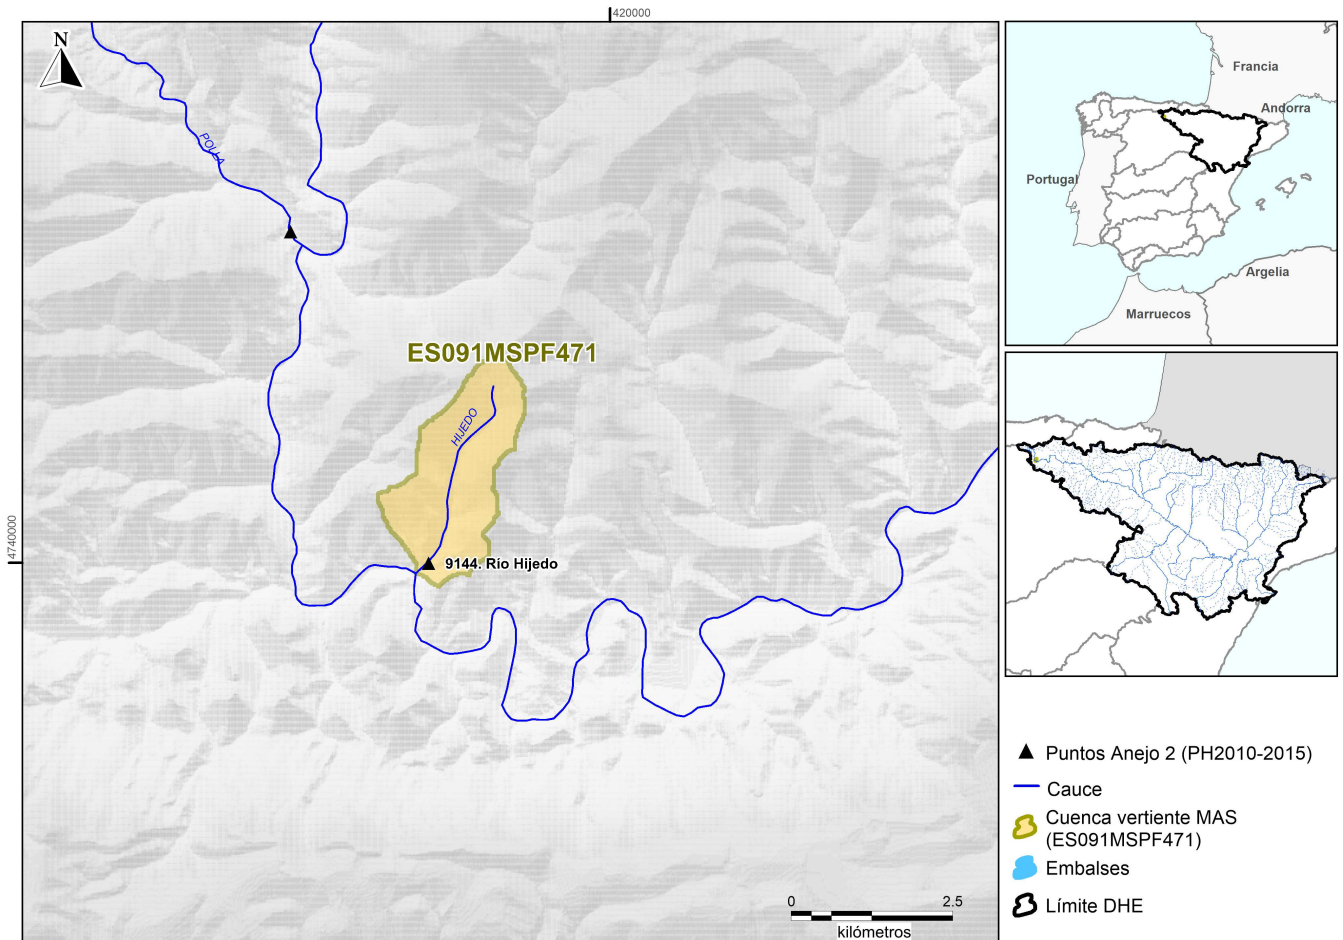 420000
N
POLLA
ES091MSPF471
HIJEDO
4740000
9144. Río Hijedo
0
2.5
kilómetros
Francia
Andorra
Portugal
Argelia
Marruecos
Puntos Anejo 2 (PH2010-2015)
Cauce
Cuenca vertiente MAS
(ES091MSPF471)
Embalses
Límite DHE